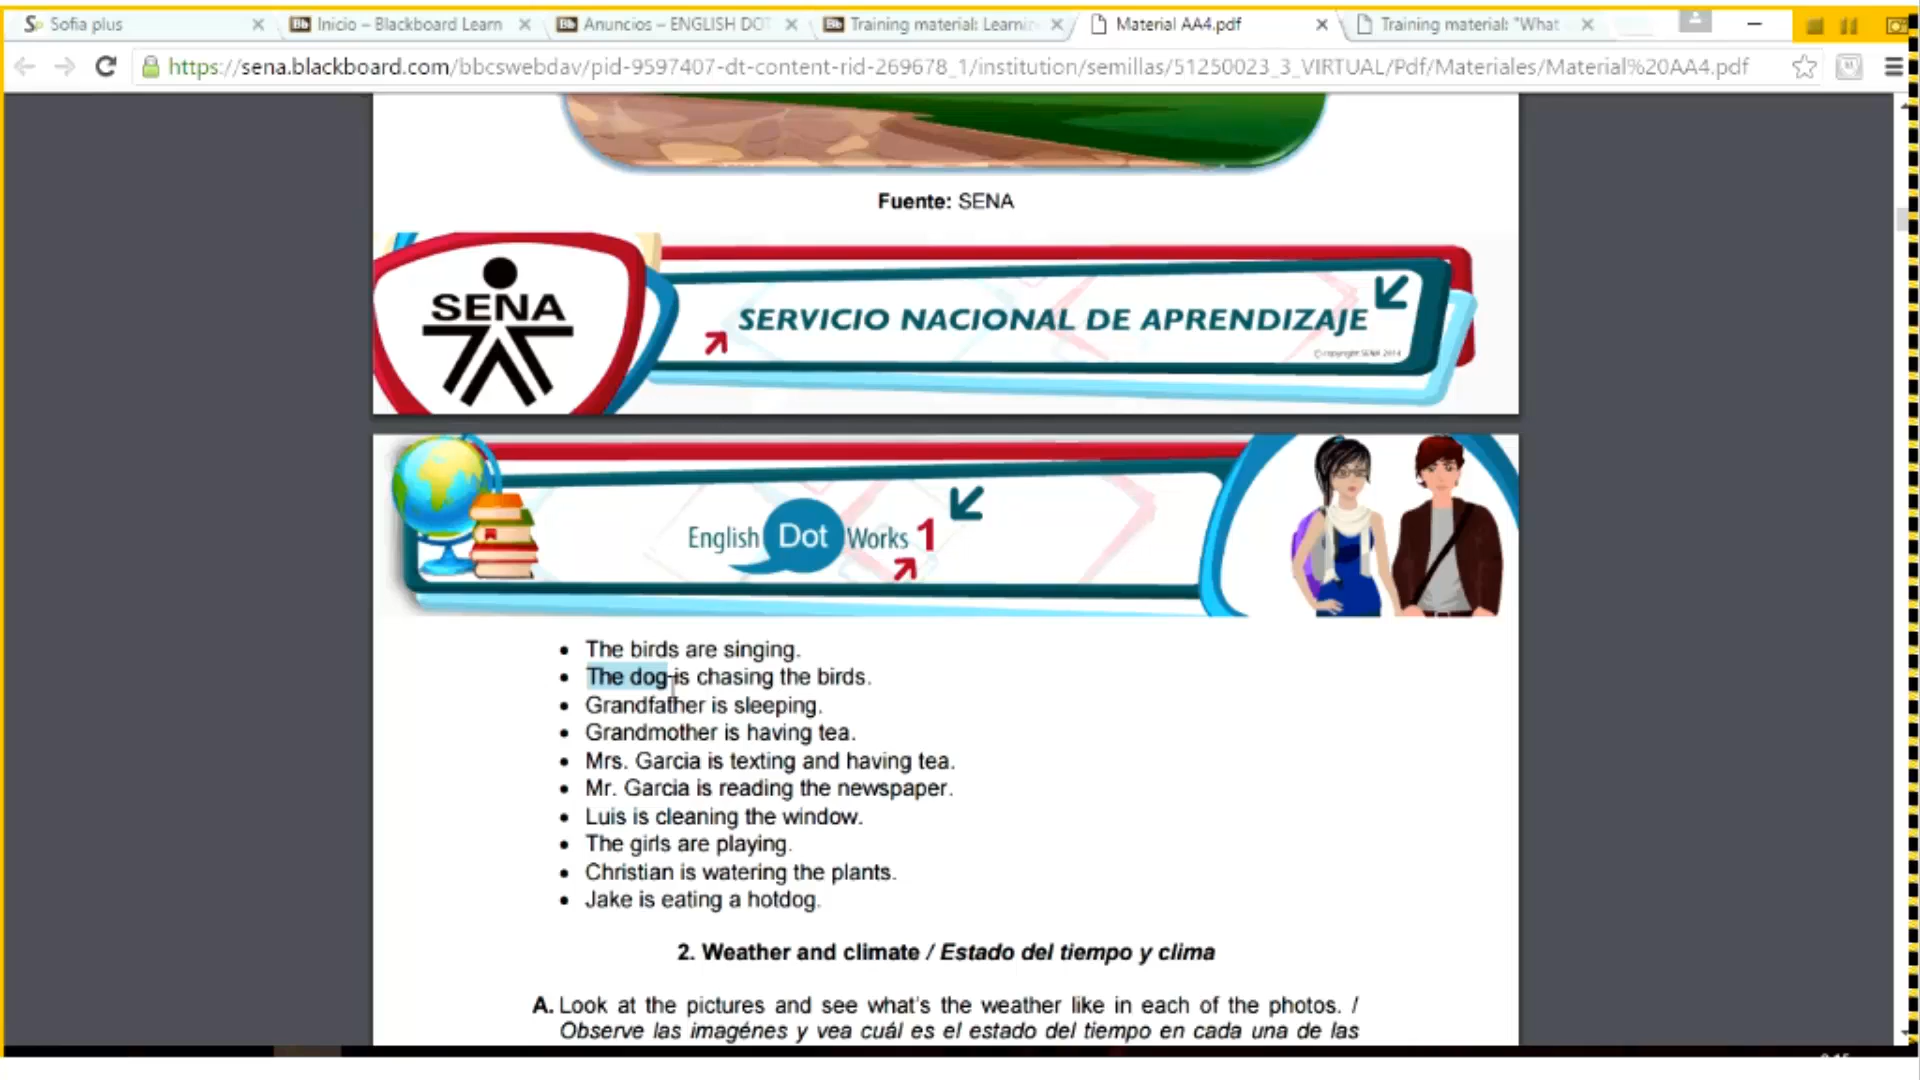 Sofia plus
Inicio – Blackboard Learn
Anuncios – ENGLISH DOT
Training material: Learnin
Material AA4.pdf
Training material: "What
https://sena.blackboard.com/bbcswebdav/pid-9597407-dt-content-rid-269678_1/institution/semillas/51250023_3_VIRTUAL/Pdf/Materiales/Material%20AA4.pdf
Fuente: SENA
SENA
SERVICIO NACIONAL DE APRENDIZAJE
© copyright SENA 2014
English Dot Works 1
• The birds are singing.
• The dog is chasing the birds.
• Grandfather is sleeping.
• Grandmother is having tea.
• Mrs. Garcia is texting and having tea.
• Mr. Garcia is reading the newspaper.
• Luis is cleaning the window.
• The girls are playing.
• Christian is watering the plants.
• Jake is eating a hotdog.
2. Weather and climate / Estado del tiempo y clima
A. Look at the pictures and see what's the weather like in each of the photos. /
Observe las imagénes y vea cuál es el estado del tiempo en cada una de las